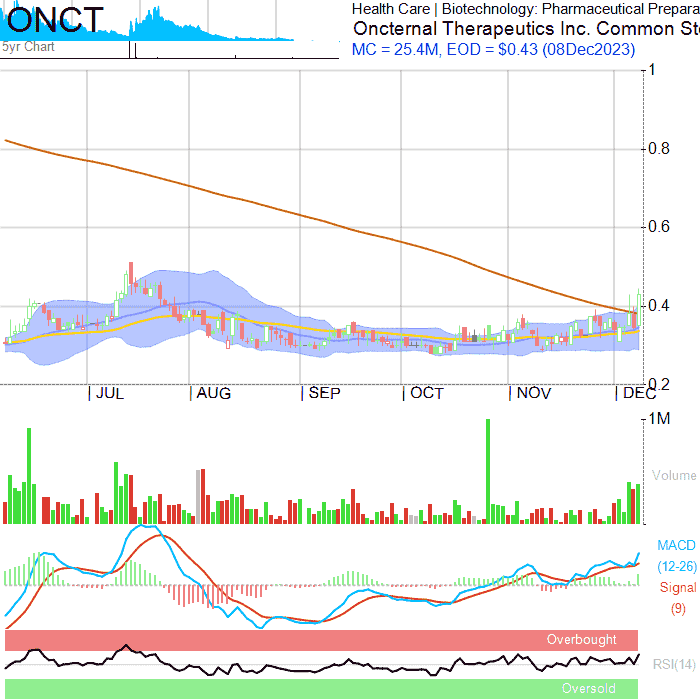 ONCT
5yr Chart
Health Care | Biotechnology: Pharmaceutical Prepara
Oncternal Therapeutics Inc. Common Sto
MC = 25.4M, EOD = $0.43 (08Dec2023)
1
0.8
0.6
0.4
0.2
JUL AUG SEP OCT NOV DEC
1M
Volume
MACD
(12-26)
Signal
(9)
Overbought
RSI(14)
Oversold